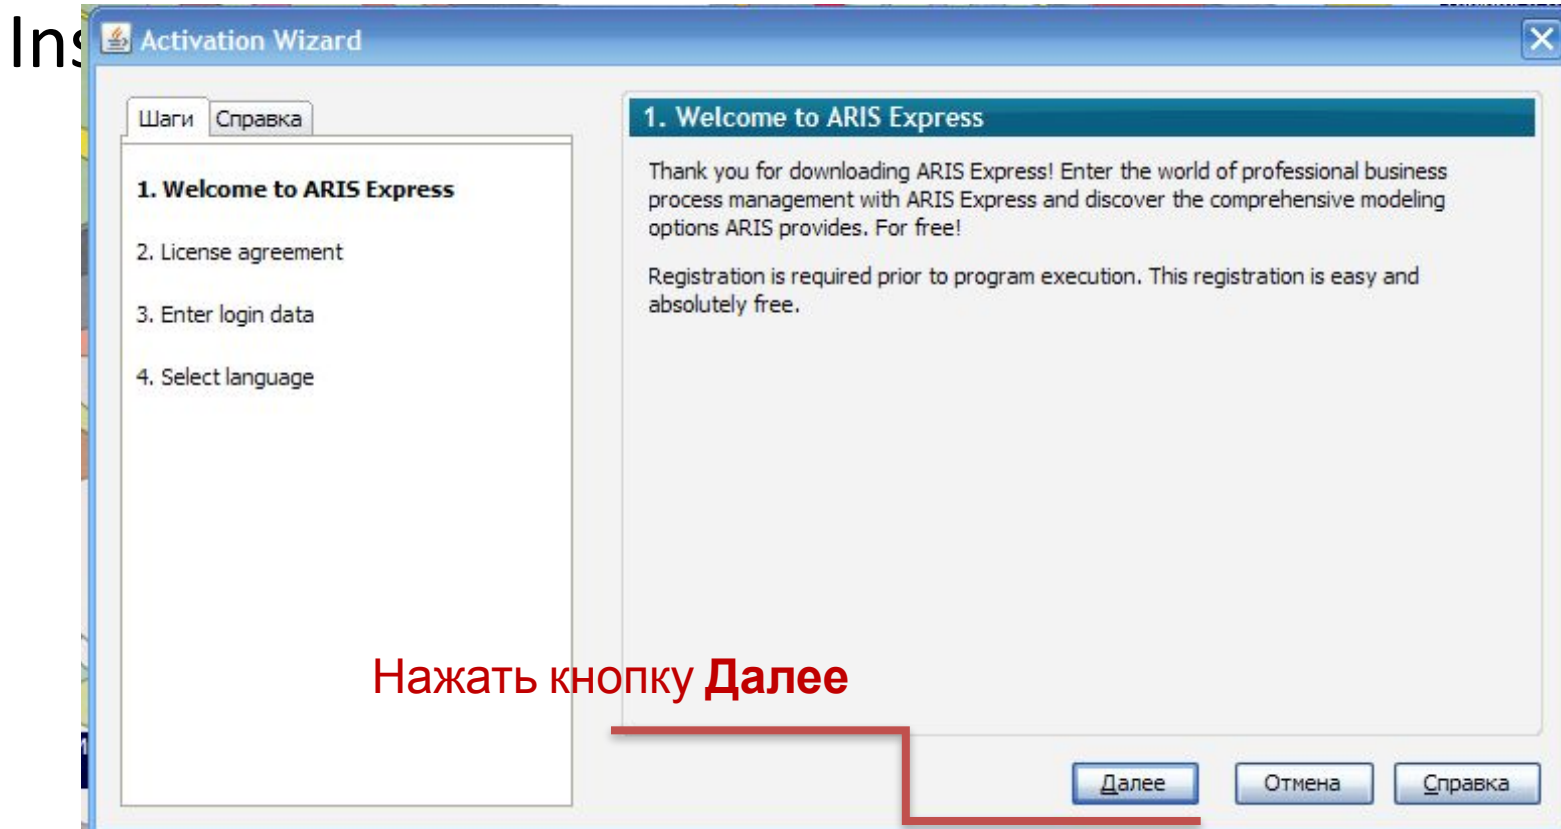 Ins
Activation Wizard
Шаги Справка
1. Welcome to ARIS Express
2. License agreement
3. Enter login data
4. Select language
1. Welcome to ARIS Express
Thank you for downloading ARIS Express! Enter the world of professional business
process management with ARIS Express and discover the comprehensive modeling
options ARIS provides. For free!
Registration is required prior to program execution. This registration is easy and
absolutely free.
Нажать кнопку Далее
Далее Отмена Справка